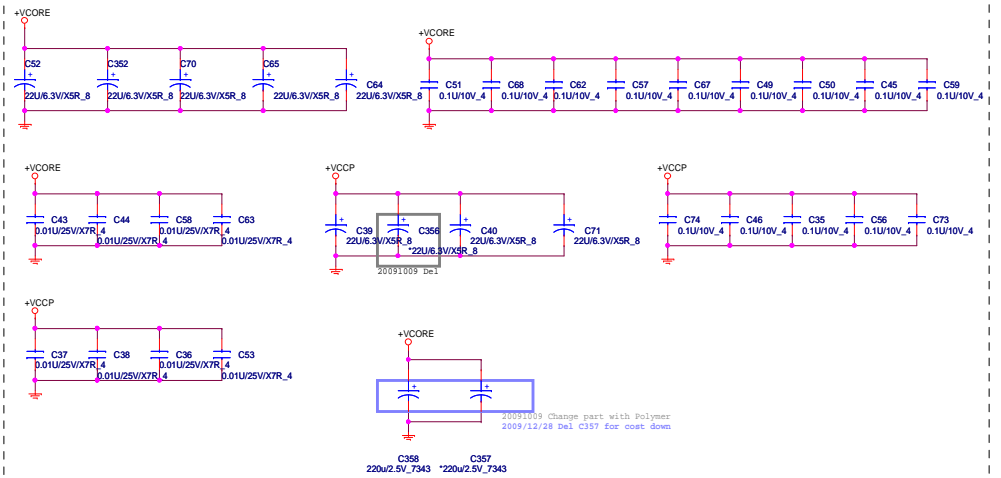 +VCORE
C52
C352
C70
C65
C64
22U/6.3V/X5R_8
22U/6.3V/X5R_8
22U/6.3V/X5R_8
22U/6.3V/X5R_8
22U/6.3V/X5R_8
+
+
+
+
+
+VCORE
C51
C68
C62
C57
C67
C49
C50
C45
C59
0.1U/10V_4
0.1U/10V_4
0.1U/10V_4
0.1U/10V_4
0.1U/10V_4
0.1U/10V_4
0.1U/10V_4
0.1U/10V_4
0.1U/10V_4
+VCORE
C43
C44
C58
C63
0.01U/25V/X7R_4
0.01U/25V/X7R_4
0.01U/25V/X7R_4
0.01U/25V/X7R_4
+VCCP
+
+
+
+
C39
C356
C40
C71
22U/6.3V/X5R_8
*22U/6.3V/X5R_8
22U/6.3V/X5R_8
22U/6.3V/X5R_8
20091009 Del
+VCCP
C74
C46
C35
C56
C73
0.1U/10V_4
0.1U/10V_4
0.1U/10V_4
0.1U/10V_4
0.1U/10V_4
+VCCP
C37
C38
C36
C53
0.01U/25V/X7R_4
0.01U/25V/X7R_4
0.01U/25V/X7R_4
0.01U/25V/X7R_4
+VCORE
+
+
20091009 Change part with Polymer
2009/12/28 Del C357 for cost down
C358
C357
220u/2.5V_7343
*220u/2.5V_7343